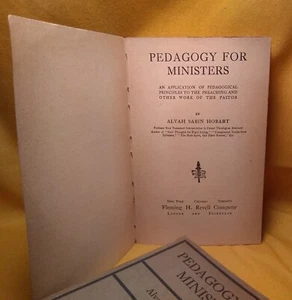 PEDAGOGY FOR
MINISTERS
AN APPLICATION OF PEDAGOGICAL
PRINCIPLES TO THE PREACHING AND
OTHER WORK OF THE PASTOR
BY
ALVAH SABIN HOBART
New York Chicago Toronto
Fleming H. Revell Company
London and Edinburgh
PEDAGOGY
MINIS
Al